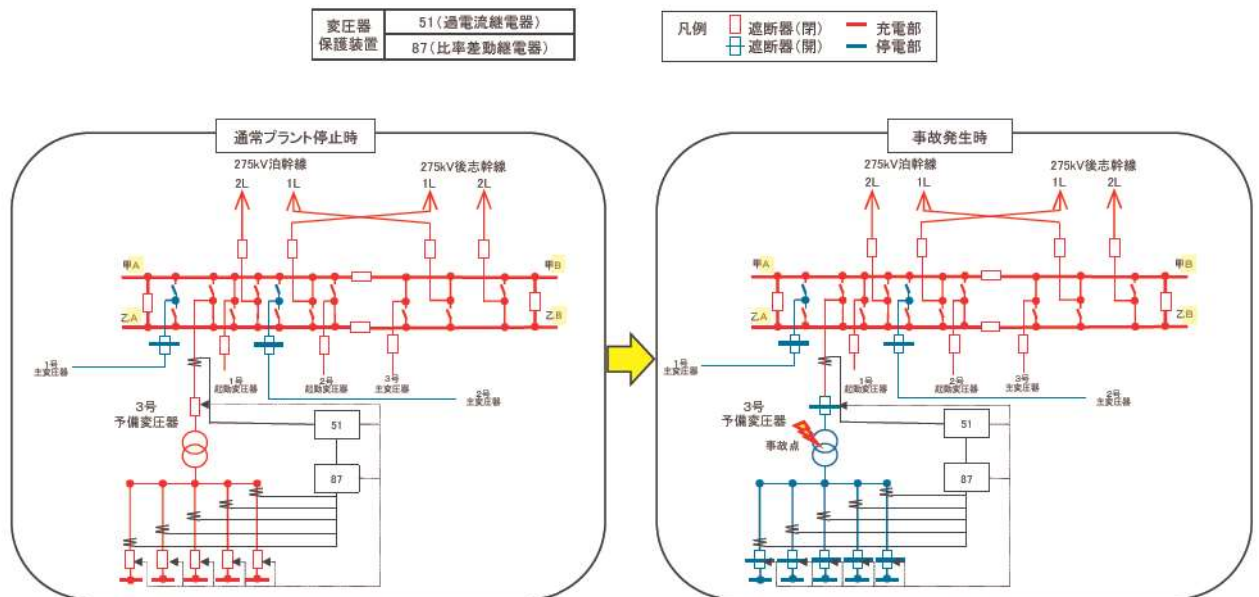 変圧器
保護装置
51(過電流継電器)
87(比率差動継電器)
凡例
遮断器(閉)
充電部
遮断器(開)
停電部
通常プラント停止時
275kV泊幹線
275kV後志幹線
2L
1L
1L
2L
甲A
甲B
乙A
乙B
1号
主変圧器
1号
起動変圧器
2号
起動変圧器
3号
主変圧器
2号
主変圧器
3号
予備変圧器
51
87
事故発生時
275kV泊幹線
275kV後志幹線
2L
1L
1L
2L
甲A
甲B
乙A
乙B
1号
主変圧器
1号
起動変圧器
2号
起動変圧器
3号
主変圧器
2号
主変圧器
3号
予備変圧器
事故点
51
87